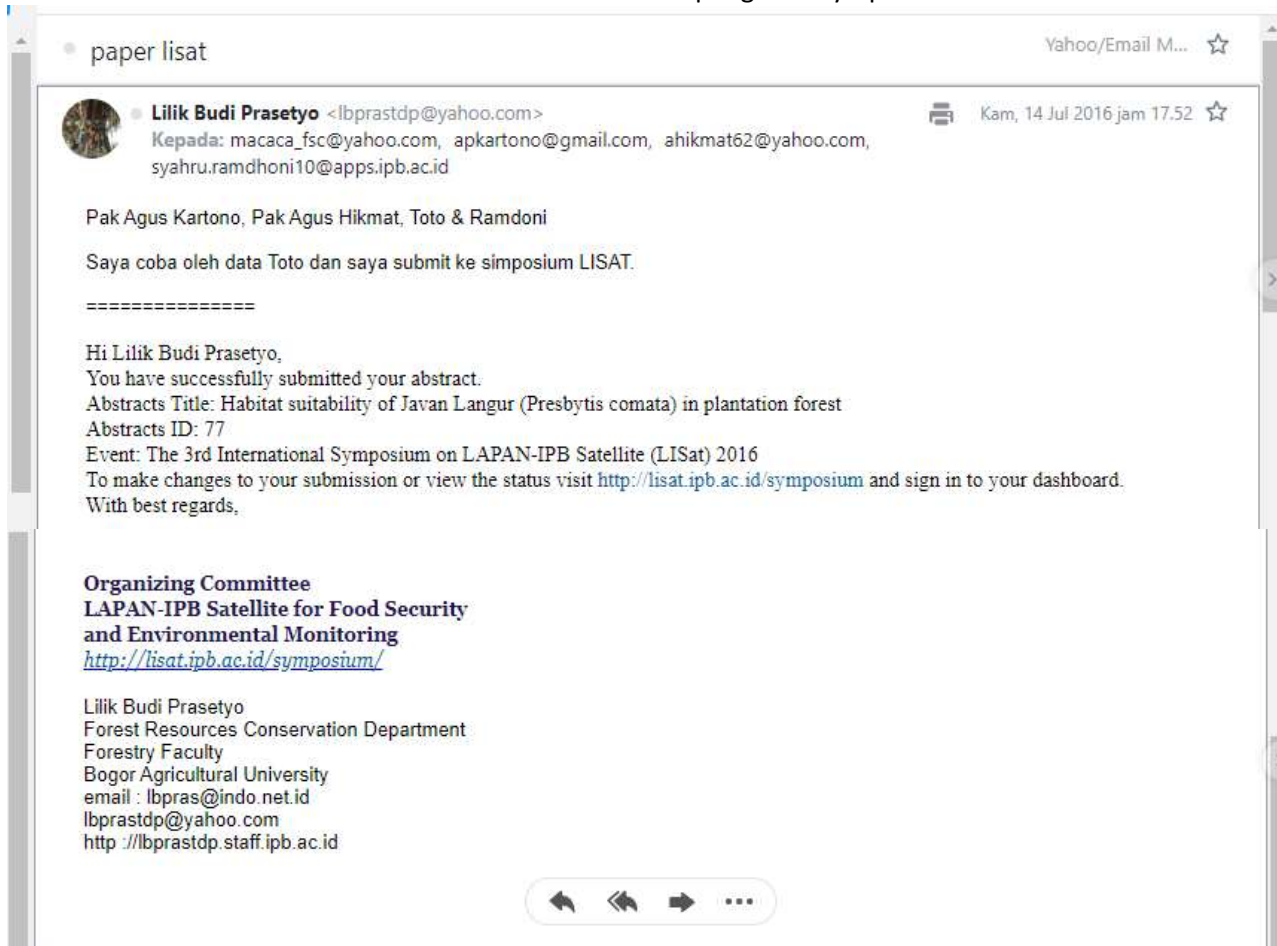 paper lisat
Yahoo/Email M...
Lilik Budi Prasetyo <lbprastdp@yahoo.com>
Kam, 14 Jul 2016 jam 17.52
Kepada: macaca_fsc@yahoo.com, apkartono@gmail.com, ahikmat62@yahoo.com,
syahru.ramdhoni10@apps.ipb.ac.id
Pak Agus Kartono, Pak Agus Hikmat, Toto & Ramdoni
Saya coba oleh data Toto dan saya submit ke simposium LISAT.
===============
Hi Lilik Budi Prasetyo,
You have successfully submitted your abstract.
Abstracts Title: Habitat suitability of Javan Langur (Presbytis comata) in plantation forest
Abstracts ID: 77
Event: The 3rd International Symposium on LAPAN-IPB Satellite (LISat) 2016
To make changes to your submission or view the status visit http://lisat.ipb.ac.id/symposium and sign in to your dashboard.
With best regards,
Organizing Committee
LAPAN-IPB Satellite for Food Security
and Environmental Monitoring
http://lisat.ipb.ac.id/symposium/
Lilik Budi Prasetyo
Forest Resources Conservation Department
Forestry Faculty
Bogor Agricultural University
email : lbpras@indo.net.id
lbprastdp@yahoo.com
http ://lbprastdp.staff.ipb.ac.id